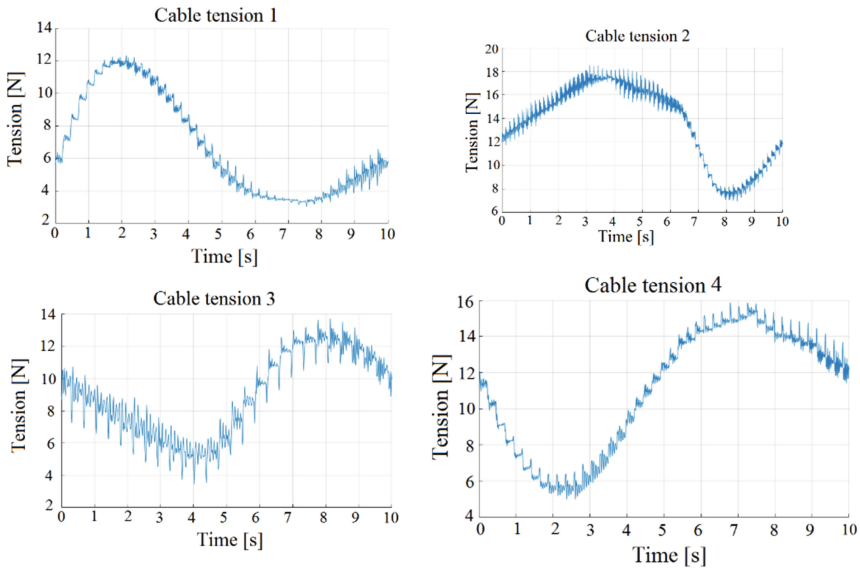 Cable tension 1
14
12
10
8
6
4
2
Tension [N]
0 1 2 3 4 5 6 7 8 9 10
Time [s]
Cable tension 2
20
18
16
14
12
10
8
6
Tension [N]
0 1 2 3 4 5 6 7 8 9 10
Time [s]
Cable tension 3
14
12
10
8
6
4
2
Tension [N]
0 1 2 3 4 5 6 7 8 9 10
Time [s]
Cable tension 4
16
14
12
10
8
6
4
Tension [N]
0 1 2 3 4 5 6 7 8 9 10
Time [s]